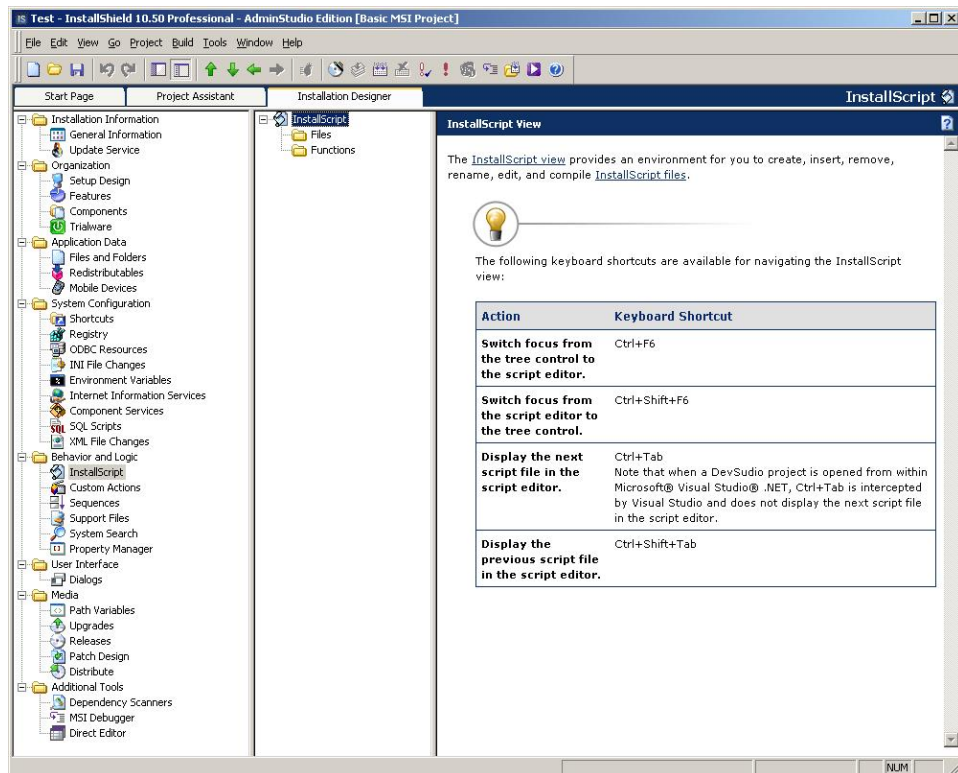 Test - InstallShield 10.50 Professional - AdminStudio Edition [Basic MSI Project]
File Edit View Go Project Build Tools Window Help
Start Page Project Assistant Installation Designer InstallScript
Installation Information
General Information
Update Service
Organization
Setup Design
Features
Components
Trialware
Application Data
Files and Folders
Redistributables
Mobile Devices
System Configuration
Shortcuts
Registry
ODBC Resources
INI File Changes
Environment Variables
Internet Information Services
Component Services
SQL Scripts
XML File Changes
Behavior and Logic
InstallScript
Custom Actions
Sequences
Support Files
System Search
Property Manager
User Interface
Dialogs
Media
Path Variables
Upgrades
Releases
Patch Design
Distribute
Additional Tools
Dependency Scanners
MSI Debugger
Direct Editor
InstallScript
Files
Functions
InstallScript View
The InstallScript view provides an environment for you to create, insert, remove,
rename, edit, and compile InstallScript files.
The following keyboard shortcuts are available for navigating the InstallScript
view:
Action Keyboard Shortcut
Switch focus from Ctrl+F6
the tree control to
the script editor.
Switch focus from Ctrl+Shift+F6
the script editor to
the tree control.
Display the next Ctrl+Tab
script file in the Note that when a DevSudio project is opened from within
script editor. Microsoft® Visual Studio® .NET, Ctrl+Tab is intercepted
by Visual Studio and does not display the next script file
in the script editor.
Display the Ctrl+Shift+Tab
previous script file
in the script editor.
NUM